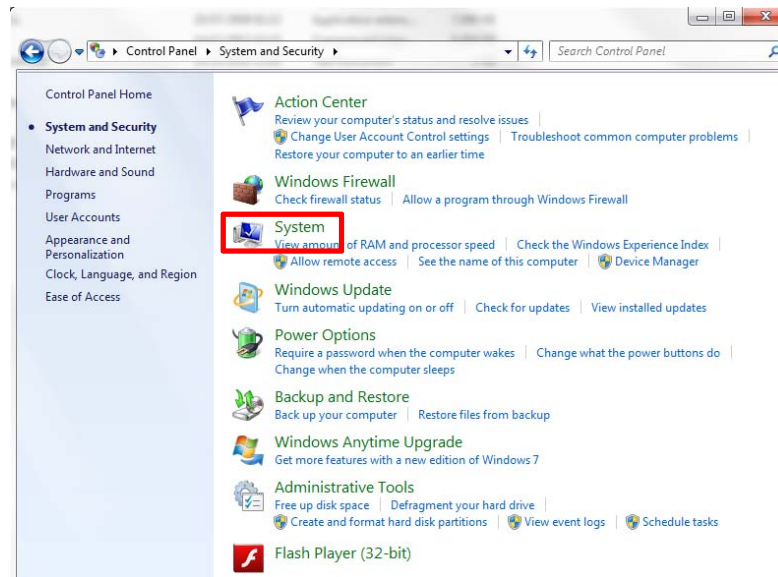 Control Panel System and Security Search Control Panel
Control Panel Home
System and Security
Network and Internet
Hardware and Sound
Programs
User Accounts
Appearance and
Personalization
Clock, Language, and Region
Ease of Access
Action Center
Review your computer's status and resolve issues
Change User Account Control settings Troubleshoot common computer problems
Restore your computer to an earlier time
Windows Firewall
Check firewall status Allow a program through Windows Firewall
System
View amount of RAM and processor speed Check the Windows Experience Index
Allow remote access See the name of this computer Device Manager
Windows Update
Turn automatic updating on or off Check for updates View installed updates
Power Options
Require a password when the computer wakes Change what the power buttons do
Change when the computer sleeps
Backup and Restore
Back up your computer Restore files from backup
Windows Anytime Upgrade
Get more features with a new edition of Windows 7
Administrative Tools
Free up disk space Defragment your hard drive
Create and format hard disk partitions View event logs Schedule tasks
Flash Player (32-bit)